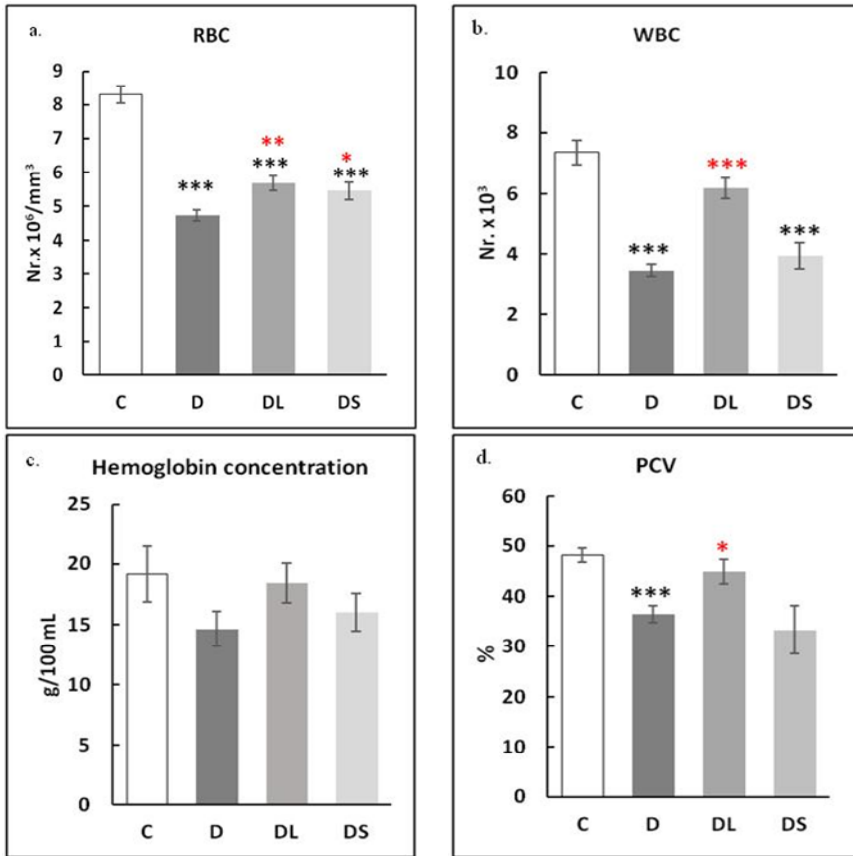 a.
RBC
Nr.x 10⁶/mm³
9
8
7
6
5
4
3
2
1
0
***
**
***
*
***
C D DL DS
b.
WBC
Nr. x 10³
10
8
6
4
2
0
***
***
***
C D DL DS
c.
Hemoglobin concentration
g/100 mL
25
20
15
10
5
0
C D DL DS
d.
PCV
%
60
50
40
30
20
10
0
***
*
C D DL DS